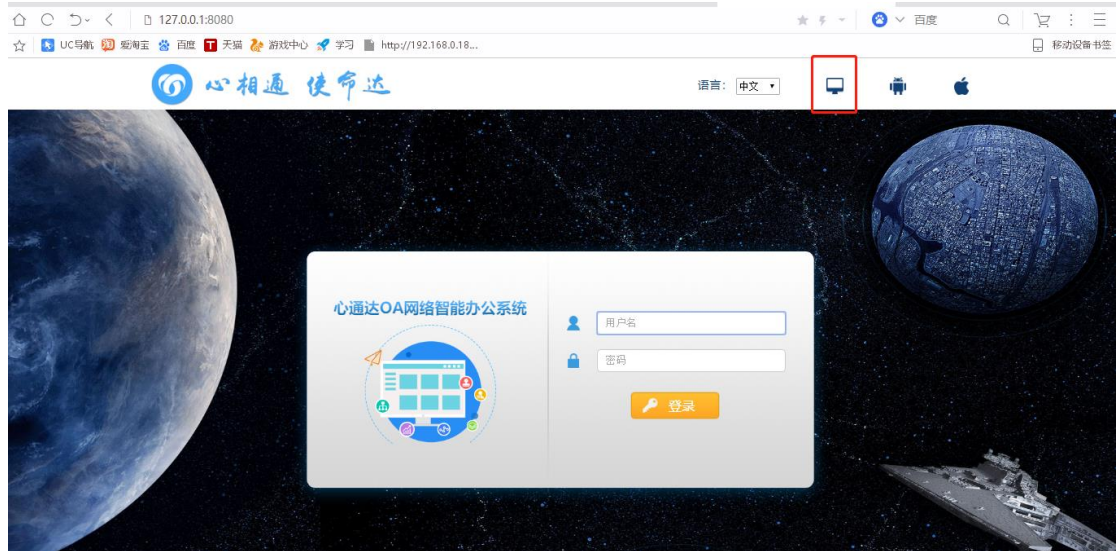 127.0.0.1:8080
百度
UC导航 爱淘宝 百度 天猫 游戏中心 学习 http://192.168.0.18...
移动设备书签
心相通 使命达
语言: 中文
心通达OA网络智能办公系统
用户名
密码
登录